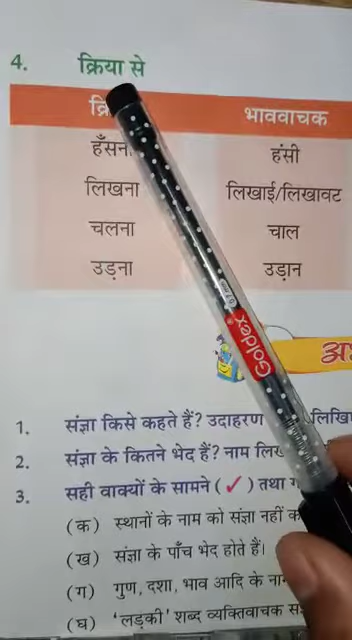 4. क्रिया से
भाववाचक
हँसना हंसी
लिखना लिखाई/लिखावट
चलना चाल
उड़ना उड़ान
Goldex
1. संज्ञा किसे कहते हैं? उदाहरण
2. संज्ञा के कितने भेद हैं? नाम
3. सही वाक्यों के सामने (✓) तथा
(क) स्थानों के नाम को संज्ञा नहीं
(ख) संज्ञा के पाँच भेद होते हैं।
(ग) गुण, दशा, भाव आदि के
(घ) 'लड़की' शब्द व्यक्तिवाचक